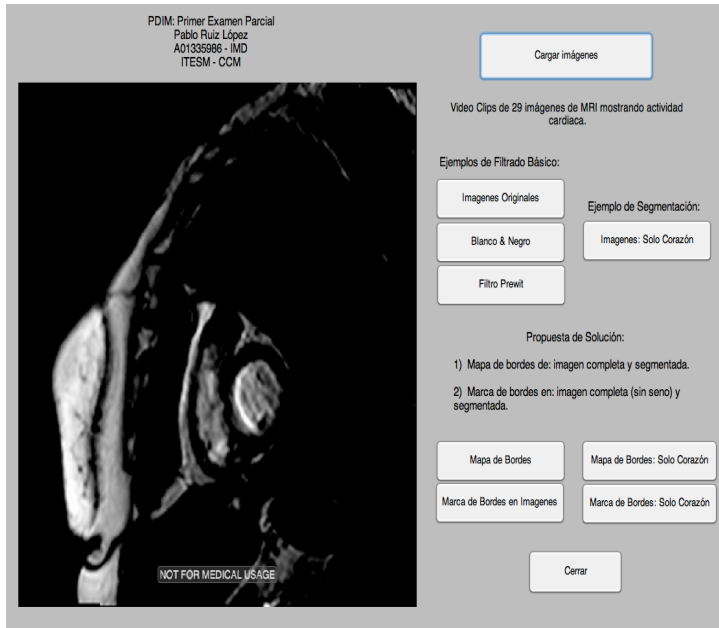 PDIM: Primer Examen Parcial
Pablo Ruiz López
A01335986 - IMD
ITESM - CCM
Cargar imágenes
Video Clips de 29 imágenes de MRI mostrando actividad
cardiaca.
Ejemplos de Filtrado Básico:
Imagenes Originales
Blanco & Negro
Filtro Prewit
Ejemplo de Segmentación:
Imagenes: Solo Corazón
Propuesta de Solución:
1) Mapa de bordes de: imagen completa y segmentada.
2) Marca de bordes en: imagen completa (sin seno) y
segmentada.
Mapa de Bordes
Mapa de Bordes: Solo Corazón
Marca de Bordes en Imagenes
Marca de Bordes: Solo Corazón
NOT FOR MEDICAL USAGE
Cerrar